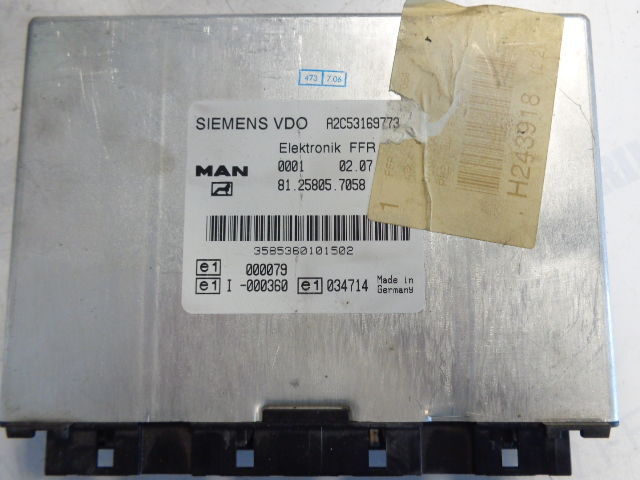 473 7.06
SIEMENS VDO A2C53169773
Elektronik FFR
MAN 0001 02.07
81.25805.7058
3585360101502
e1 000079
e1 I -000360 e1 034714 Made in
Germany
1
H243918